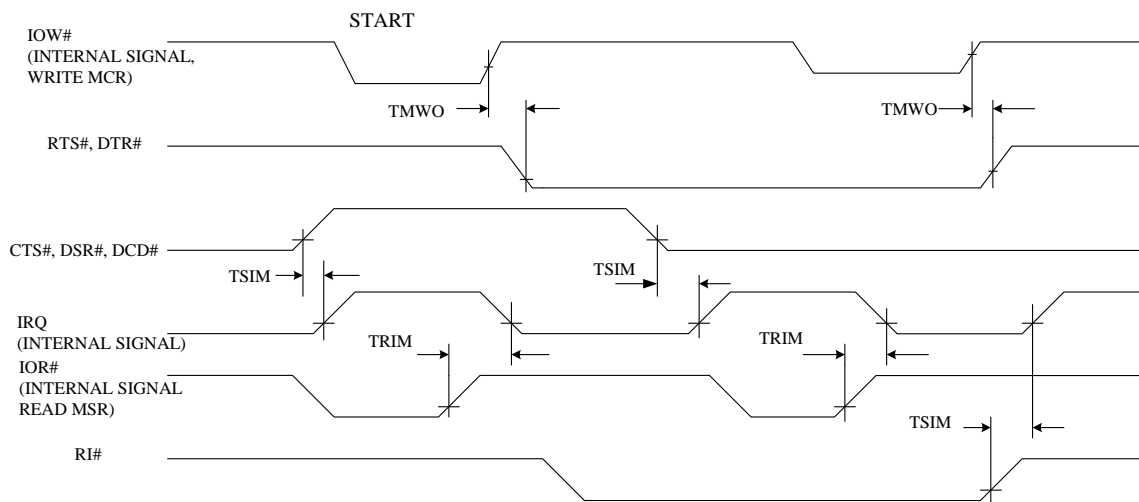 START
IOW#
(INTERNAL SIGNAL,
WRITE MCR)
TMWO
TMWO
RTS#, DTR#
CTS#, DSR#, DCD#
TSIM
TSIM
IRQ
(INTERNAL SIGNAL)
TRIM
TRIM
IOR#
(INTERNAL SIGNAL
READ MSR)
TSIM
RI#